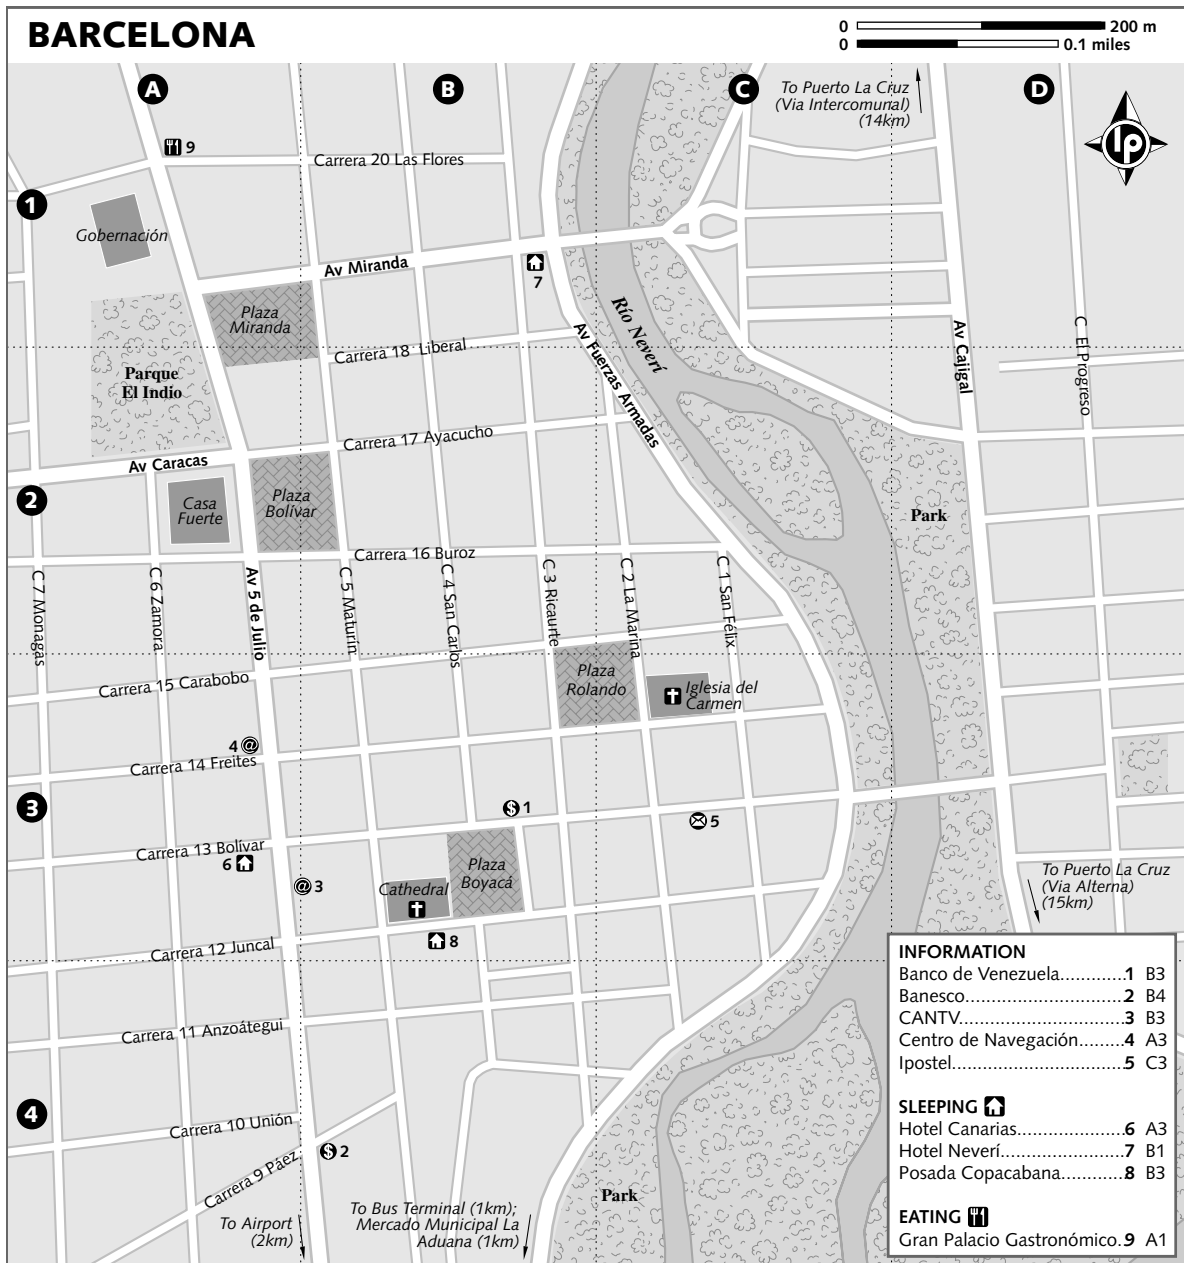 BARCELONA
0 200 m
0 0.1 miles
A
B
C
D
To Puerto La Cruz
(Via Intercomunal)
(14km)
lp
9
Carrera 20 Las Flores
1
Gobernación
Av Miranda
7
Plaza
Miranda
Río Neverí
Av Fuerzas Armadas
Av Cajigal
C El Progreso
Carrera 18 Liberal
Parque
El Indio
Carrera 17 Ayacucho
Av Caracas
2
Casa
Fuerte
Plaza
Bolívar
Park
Carrera 16 Buroz
C 7 Monagas
C 6 Zamora
Av 5 de Julio
C 5 Maturín
C 4 San Carlos
C 3 Ricaurte
C 2 La Marina
C 1 San Félix
Carrera 15 Carabobo
Plaza
Rolando
Iglesia del
Carmen
4 @
Carrera 14 Freites
3
$ 1
5
Carrera 13 Bolívar
6
@ 3
Cathedral
Plaza
Boyacá
To Puerto La Cruz
(Via Alterna)
(15km)
Carrera 12 Juncal
8
Carrera 11 Anzoátegui
4
Carrera 10 Unión
$ 2
Carrera 9 Páez
Park
To Airport
(2km)
To Bus Terminal (1km);
Mercado Municipal La
Aduana (1km)
INFORMATION
Banco de Venezuela............1 B3
Banesco.............................2 B4
CANTV..............................3 B3
Centro de Navegación........4 A3
Ipostel...............................5 C3
SLEEPING
Hotel Canarias...................6 A3
Hotel Neverí......................7 B1
Posada Copacabana...........8 B3
EATING
Gran Palacio Gastronómico.9 A1